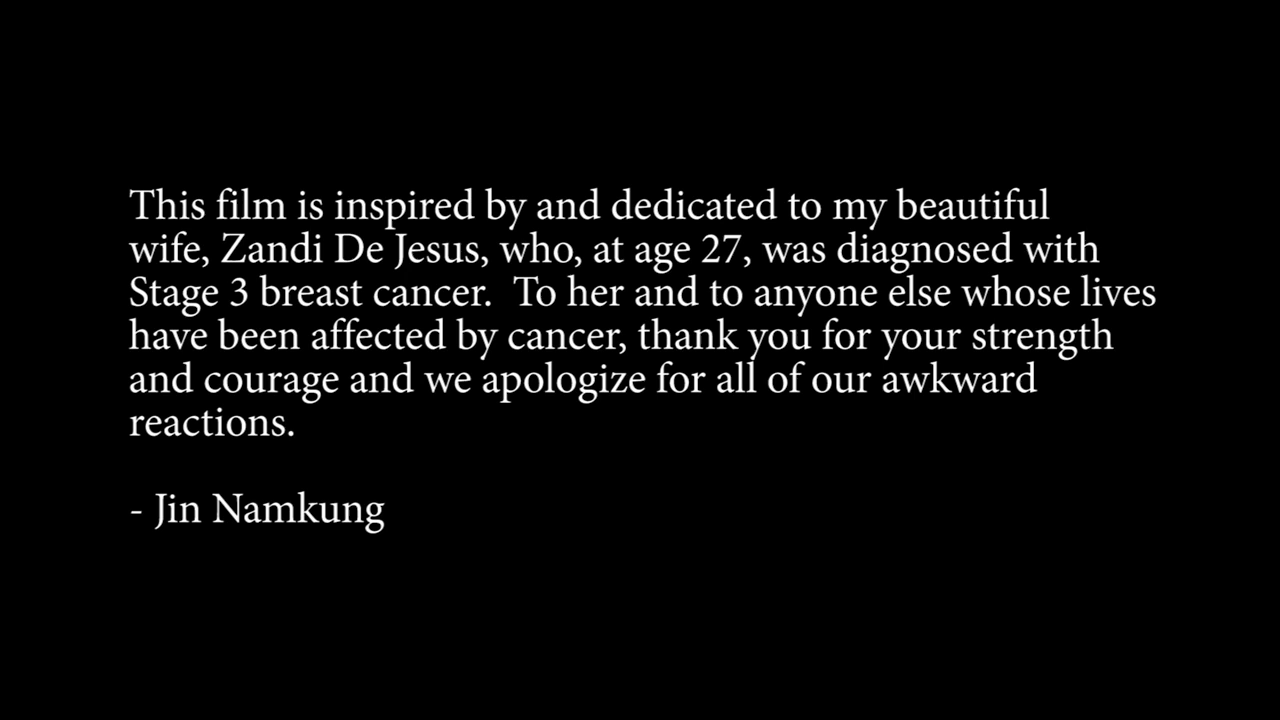 This film is inspired by and dedicated to my beautiful
wife, Zandi De Jesus, who, at age 27, was diagnosed with
Stage 3 breast cancer.  To her and to anyone else whose lives
have been affected by cancer, thank you for your strength
and courage and we apologize for all of our awkward
reactions.
- Jin Namkung